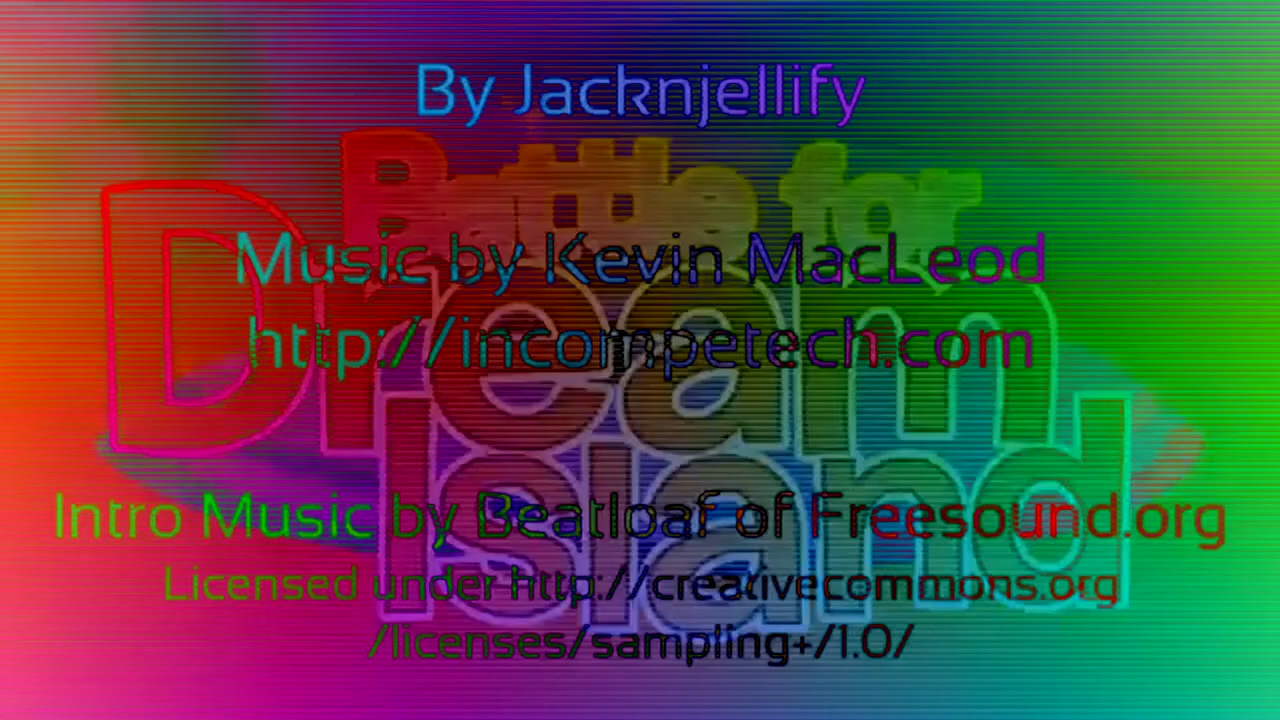 By Jacknjellify
Battle for
Music by Kevin MacLeod
Dream
http://incompetech.com
Island
Intro Music by Beatloaf of Freesound.org
Licensed under http://creativecommons.org
/licenses/sampling+/1.0/